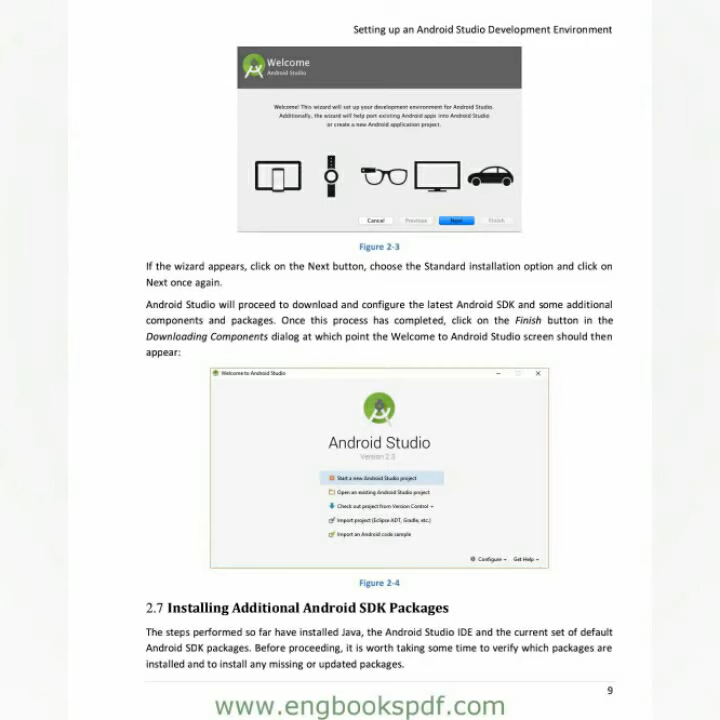 Setting up an Android Studio Development Environment
Welcome
Android Studio
Welcome! This wizard will set up your development environment for Android Studio.
Additionally, the wizard will help port existing Android apps into Android Studio
or create a new Android application project.
Cancel Previous Next Finish
Figure 2-3
If the wizard appears, click on the Next button, choose the Standard installation option and click on
Next once again.
Android Studio will proceed to download and configure the latest Android SDK and some additional
components and packages. Once this process has completed, click on the Finish button in the
Downloading Components dialog at which point the Welcome to Android Studio screen should then
appear:
Welcome to Android Studio
Android Studio
Version 2.3
Start a new Android Studio project
Open an existing Android Studio project
Check out project from Version Control
Import project (Eclipse ADT, Gradle, etc.)
Import an Android code sample
Configure Get Help
Figure 2-4
2.7 Installing Additional Android SDK Packages
The steps performed so far have installed Java, the Android Studio IDE and the current set of default
Android SDK packages. Before proceeding, it is worth taking some time to verify which packages are
installed and to install any missing or updated packages.
9
www.engbookspdf.com